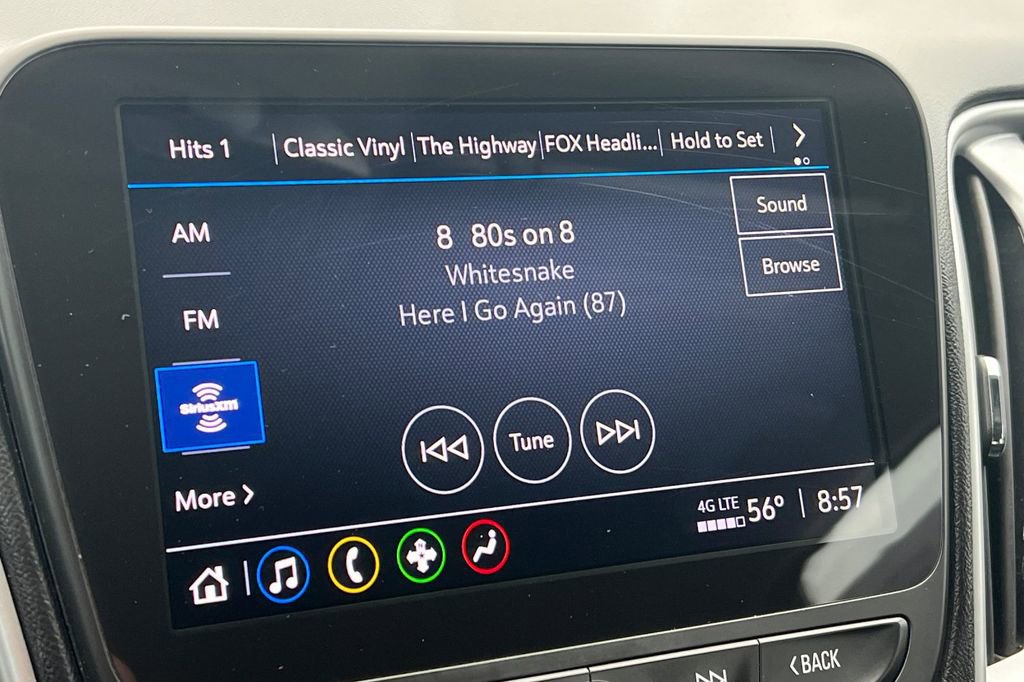 Hits 1 Classic Vinyl The Highway FOX Headli... Hold to Set
Sound
AM
8 80s on 8
Whitesnake
Browse
Here I Go Again (87)
FM
SiriusXM
Tune
More
4G LTE 56° 8:57
BACK